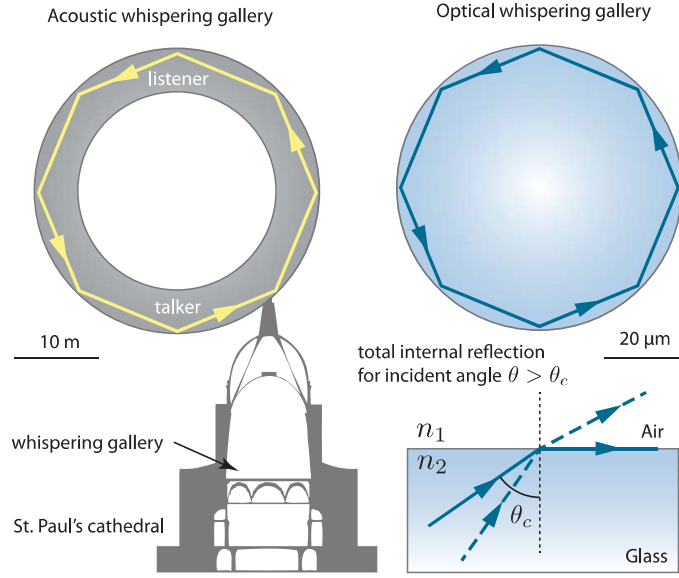 Acoustic whispering gallery
Optical whispering gallery
listener
talker
10 m
20 µm
total internal reflection
for incident angle θ > θc
whispering gallery
St. Paul's cathedral
n1
n2
Air
θc
Glass